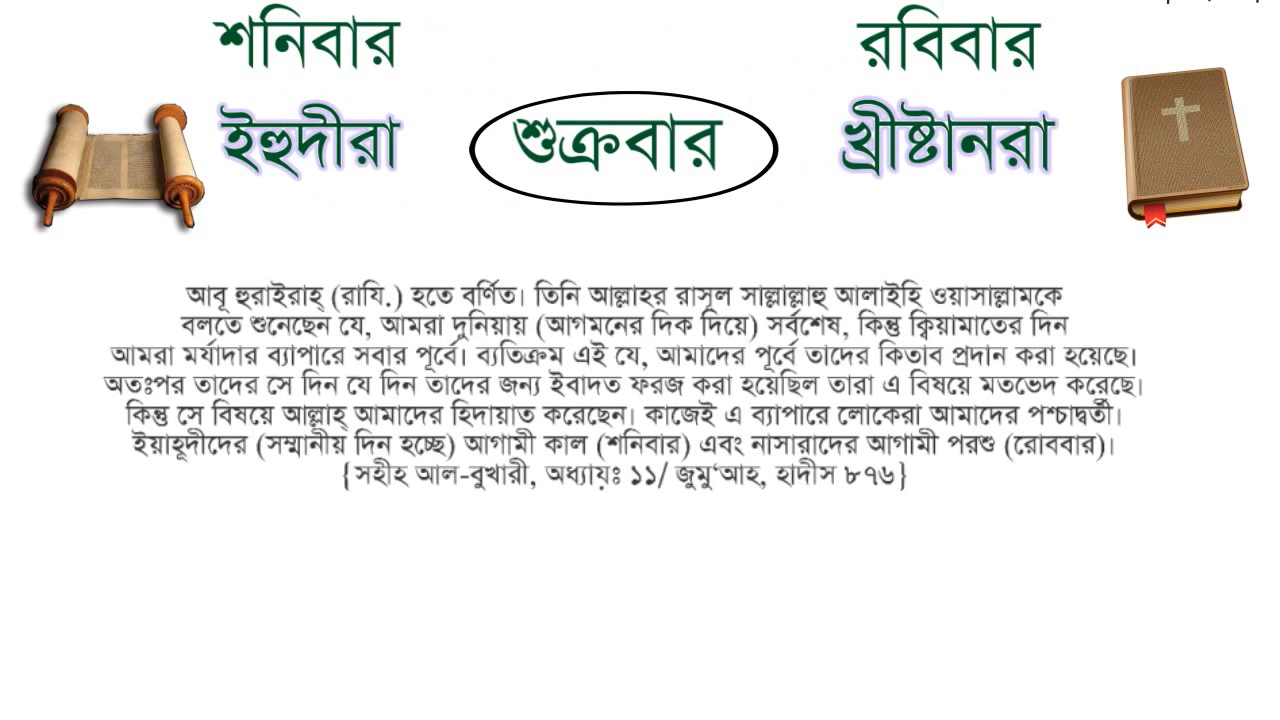 শনিবার
রবিবার
ইহুদীরা
শুক্রবার
খ্রীষ্টানরা
আবূ হুরাইরাহ্ (রাযি.) হতে বর্ণিত। তিনি আল্লাহর রাসূল সাল্লাল্লাহু আলাইহি ওয়াসাল্লামকে
বলতে শুনেছেন যে, আমরা দুনিয়ায় (আগমনের দিক দিয়ে) সর্বশেষ, কিন্তু ক্বিয়ামাতের দিন
আমরা মর্যাদার ব্যাপারে সবার পূর্বে। ব্যতিক্রম এই যে, আমাদের পূর্বে তাদের কিতাব প্রদান করা হয়েছে।
অতঃপর তাদের সে দিন যে দিন তাদের জন্য ইবাদত ফরজ করা হয়েছিল তারা এ বিষয়ে মতভেদ করেছে।
কিন্তু সে বিষয়ে আল্লাহ্ আমাদের হিদায়াত করেছেন। কাজেই এ ব্যাপারে লোকেরা আমাদের পশ্চাদ্বর্তী।
ইয়াহূদীদের (সম্মানীয় দিন হচ্ছে) আগামী কাল (শনিবার) এবং নাসারাদের আগামী পরশু (রোববার)।
{সহীহ আল-বুখারী, অধ্যায়ঃ ১১/ জুমু‘আহ, হাদীস ৮৭৬}